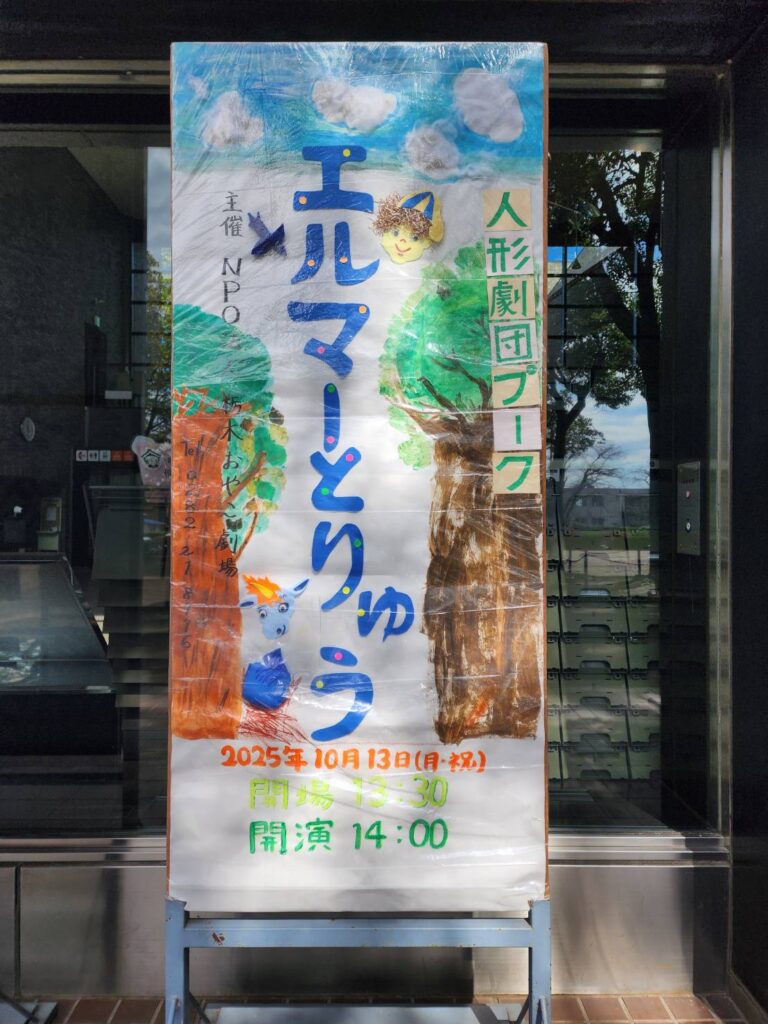 人形劇団プーク
エルマーとりゅう
主催 NPO 栃木おやこ劇場
Tel 0282
2025年10月13日(月・祝)
開場 13:30
開演 14:00